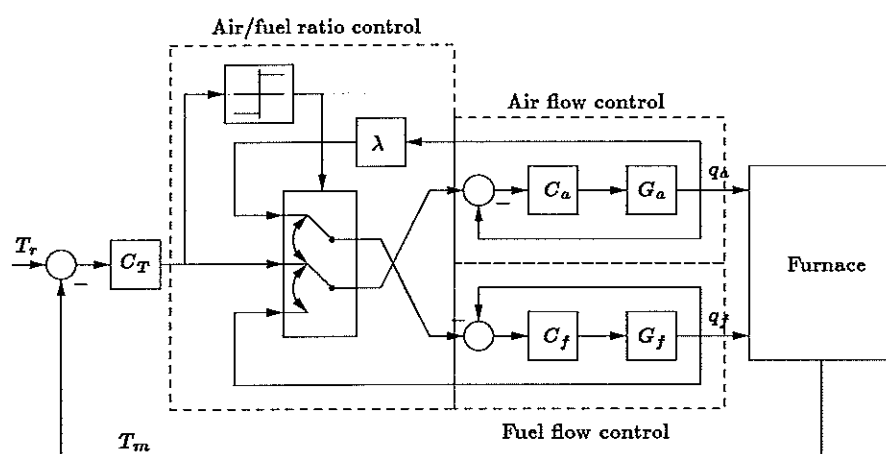 Air/fuel ratio control
Air flow control
λ
C_a
G_a
q_a
T_r
C_T
Furnace
C_f
G_f
q_f
T_m
Fuel flow control